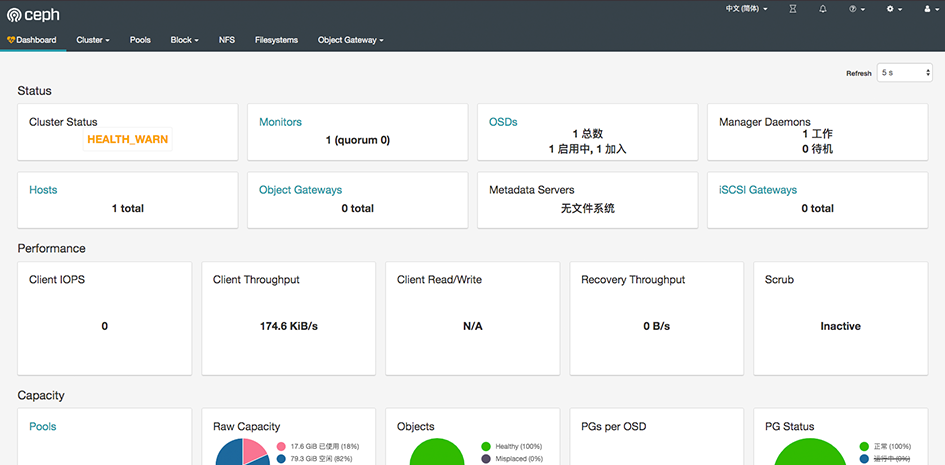 ceph
中文 (简体)
Dashboard Cluster Pools Block NFS Filesystems Object Gateway
Refresh 5 s
Status
Cluster Status
HEALTH_WARN
Monitors
1 (quorum 0)
OSDs
1 总数
1 启用中, 1 加入
Manager Daemons
1 工作
0 待机
Hosts
1 total
Object Gateways
0 total
Metadata Servers
无文件系统
iSCSI Gateways
0 total
Performance
Client IOPS
0
Client Throughput
174.6 KiB/s
Client Read/Write
N/A
Recovery Throughput
0 B/s
Scrub
Inactive
Capacity
Pools
Raw Capacity
17.6 GiB 已使用 (18%)
79.3 GiB 空闲 (82%)
Objects
Healthy (100%)
Misplaced (0%)
PGs per OSD
PG Status
正常 (100%)
运行中 (0%)